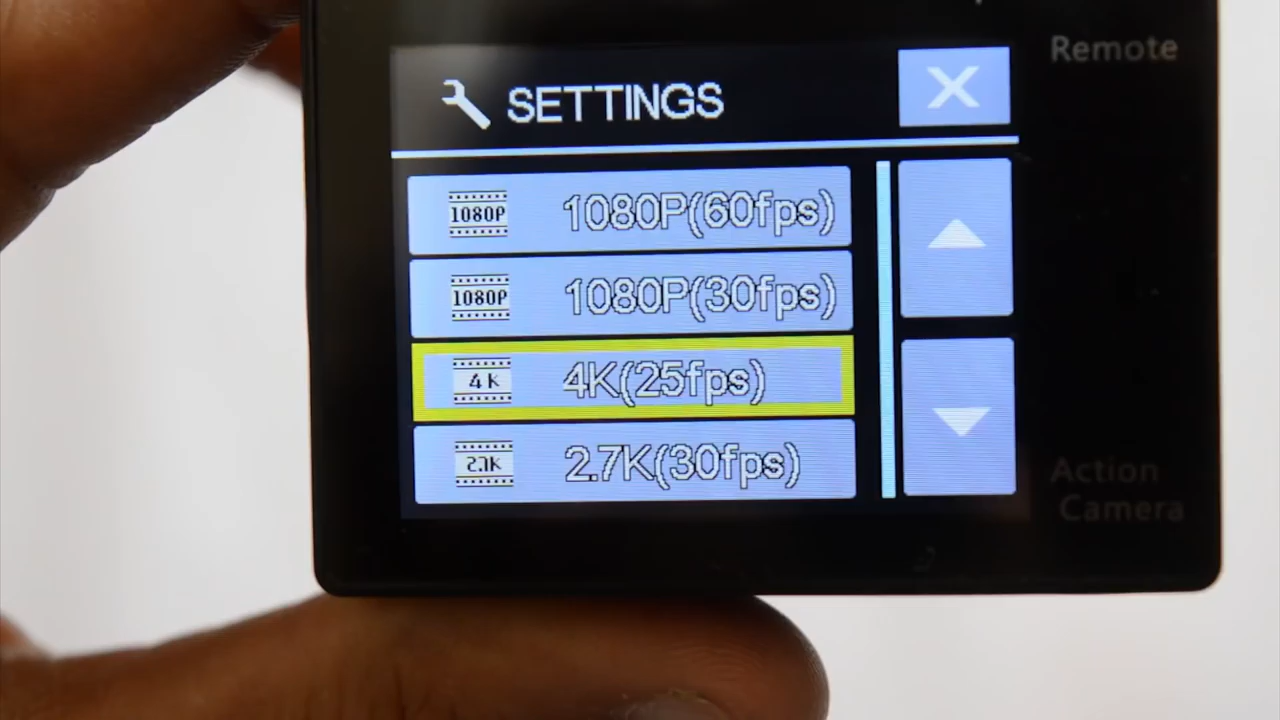 Remote
SETTINGS
X
1080P 1080P(60fps)
1080P 1080P(30fps)
4K 4K(25fps)
2.7K 2.7K(30fps)
Action
Camera